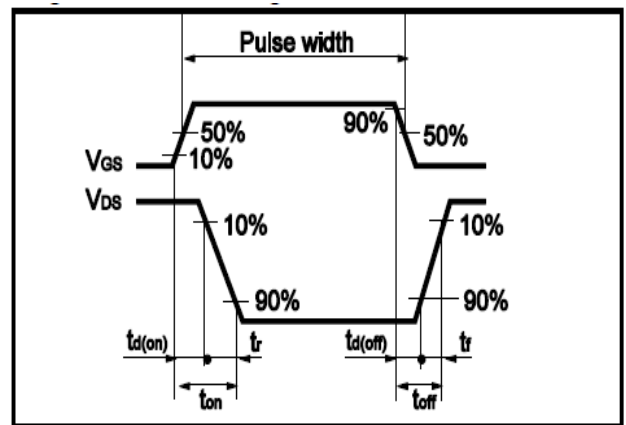 Pulse width
90%
50%
50%
10%
VGS
VDS
10%
10%
90%
90%
td(on)
tr
td(off)
tf
ton
toff